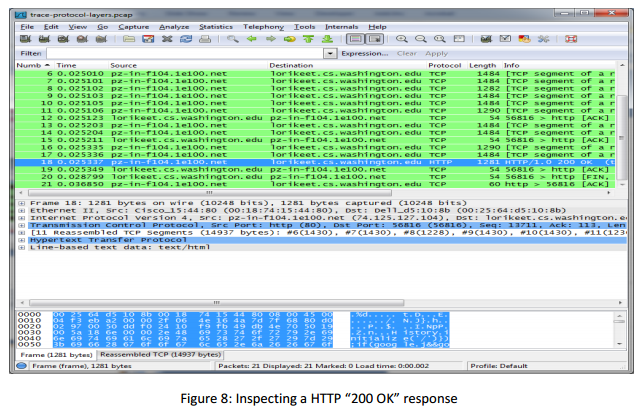 trace-protocol-layers.pcap
File Edit View Go Capture Analyze Statistics Telephony Tools Internals Help
Filter: Expression... Clear Apply
Numb Time Source Destination Protocol Length Info
6 0.025010 pz-in-f104.1e100.net lorikeet.cs.washington.edu TCP 1484 [TCP segment of a r
7 0.025101 pz-in-f104.1e100.net lorikeet.cs.washington.edu TCP 1484 [TCP segment of a r
8 0.025102 pz-in-f104.1e100.net lorikeet.cs.washington.edu TCP 1282 [TCP segment of a r
9 0.025104 pz-in-f104.1e100.net lorikeet.cs.washington.edu TCP 1484 [TCP segment of a r
10 0.025105 pz-in-f104.1e100.net lorikeet.cs.washington.edu TCP 1484 [TCP segment of a r
11 0.025106 pz-in-f104.1e100.net lorikeet.cs.washington.edu TCP 1290 [TCP segment of a r
12 0.025123 lorikeet.cs.washington.edu pz-in-f104.1e100.net TCP 54 56816 > http [ACK]
13 0.025203 pz-in-f104.1e100.net lorikeet.cs.washington.edu TCP 1484 [TCP segment of a r
14 0.025204 pz-in-f104.1e100.net lorikeet.cs.washington.edu TCP 1484 [TCP segment of a r
15 0.025211 lorikeet.cs.washington.edu pz-in-f104.1e100.net TCP 54 56816 > http [ACK]
16 0.025335 pz-in-f104.1e100.net lorikeet.cs.washington.edu TCP 1290 [TCP segment of a r
17 0.025336 pz-in-f104.1e100.net lorikeet.cs.washington.edu TCP 1484 [TCP segment of a r
18 0.025337 pz-in-f104.1e100.net lorikeet.cs.washington.edu HTTP 1281 HTTP/1.0 200 OK (t
19 0.025349 lorikeet.cs.washington.edu pz-in-f104.1e100.net TCP 54 56816 > http [ACK]
20 0.028799 lorikeet.cs.washington.edu pz-in-f104.1e100.net TCP 54 56816 > http [FIN,
21 0.036850 pz-in-f104.1e100.net lorikeet.cs.washington.edu TCP 60 http > 56816 [ACK]
Frame 18: 1281 bytes on wire (10248 bits), 1281 bytes captured (10248 bits)
Ethernet II, Src: Cisco_15:44:80 (00:18:74:15:44:80), Dst: Dell_d5:10:8b (00:25:64:d5:10:8b)
Internet Protocol Version 4, Src: pz-in-f104.1e100.net (74.125.127.104), Dst: lorikeet.cs.washington.e
Transmission Control Protocol, Src Port: http (80), Dst Port: 56816 (56816), Seq: 13711, Ack: 113, Len
[11 Reassembled TCP Segments (14937 bytes): #6(1430), #7(1430), #8(1228), #9(1430), #10(1430), #11(123
Hypertext Transfer Protocol
Line-based text data: text/html
0000 00 25 64 d5 10 8b 00 18 74 15 44 80 08 00 45 00 .%d..... t.D...E.
0010 04 f3 eb a2 00 00 2f 06 4e 16 4a 7d 7f 68 80 d0
0020 02 97 00 50 dd f0 24 10 f9 fb 49 db 4e 70 50 19
0030 00 5a 18 6e 00 00 2e 48 69 73 74 6f 72 79 2e 69 .Z.n...H istory.i
0040 6e 69 74 69 61 6c 69 7a 65 28 27 27 29 7d 29 nitializ e('')})
0050 3b 69 66 28 67 6f 6f 67 6c 65 2e 6a 26 26 67 6f ;if(goog le.j&&go
Frame (1281 bytes) Reassembled TCP (14937 bytes)
Frame (frame), 1281 bytes Packets: 21 Displayed: 21 Marked: 0 Load time: 0:00.002 Profile: Default
Figure 8: Inspecting a HTTP “200 OK” response